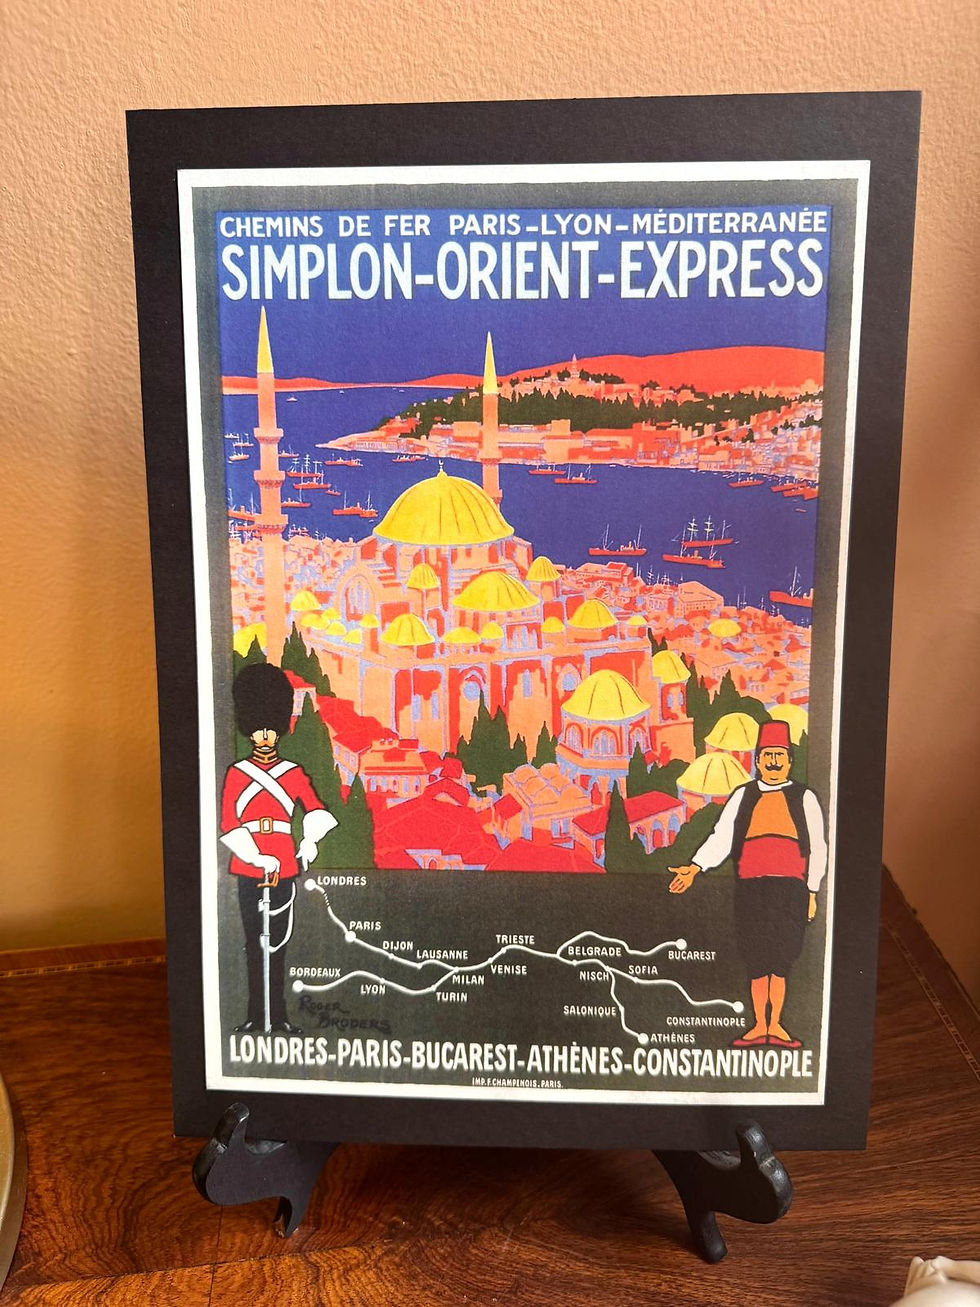 CHEMINS DE FER PARIS-LYON-MÉDITERRANÉE
SIMPLON-ORIENT-EXPRESS
LONDRES
PARIS
DIJON
LAUSANNE
TRIESTE
BELGRADE
BUCAREST
BORDEAUX
LYON
MILAN
VENISE
NISCH
SOFIA
TURIN
SALONIQUE
CONSTANTINOPLE
ATHÈNES
ROGER
BRODERS
LONDRES-PARIS-BUCAREST-ATHÈNES-CONSTANTINOPLE
IMP. F. CHAMPENOIS. PARIS.